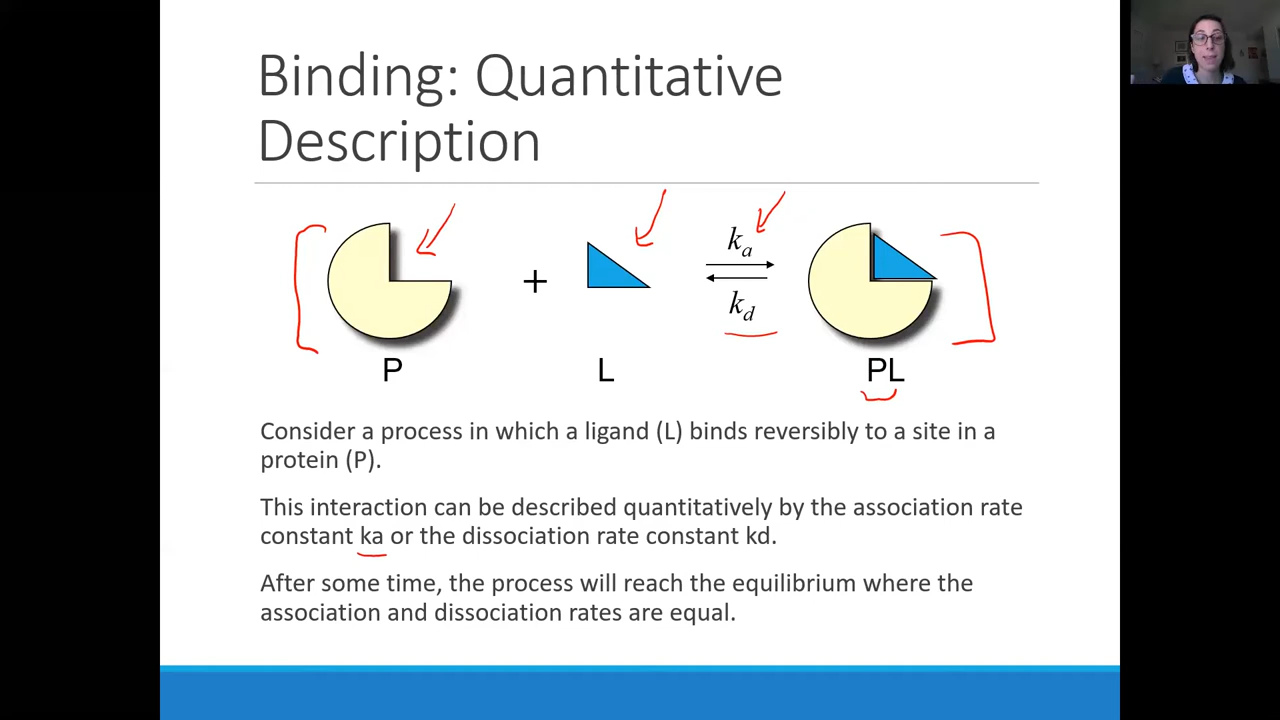 Binding: Quantitative
Description
+
ka
kd
P
L
PL
Consider a process in which a ligand (L) binds reversibly to a site in a
protein (P).
This interaction can be described quantitatively by the association rate
constant ka or the dissociation rate constant kd.
After some time, the process will reach the equilibrium where the
association and dissociation rates are equal.